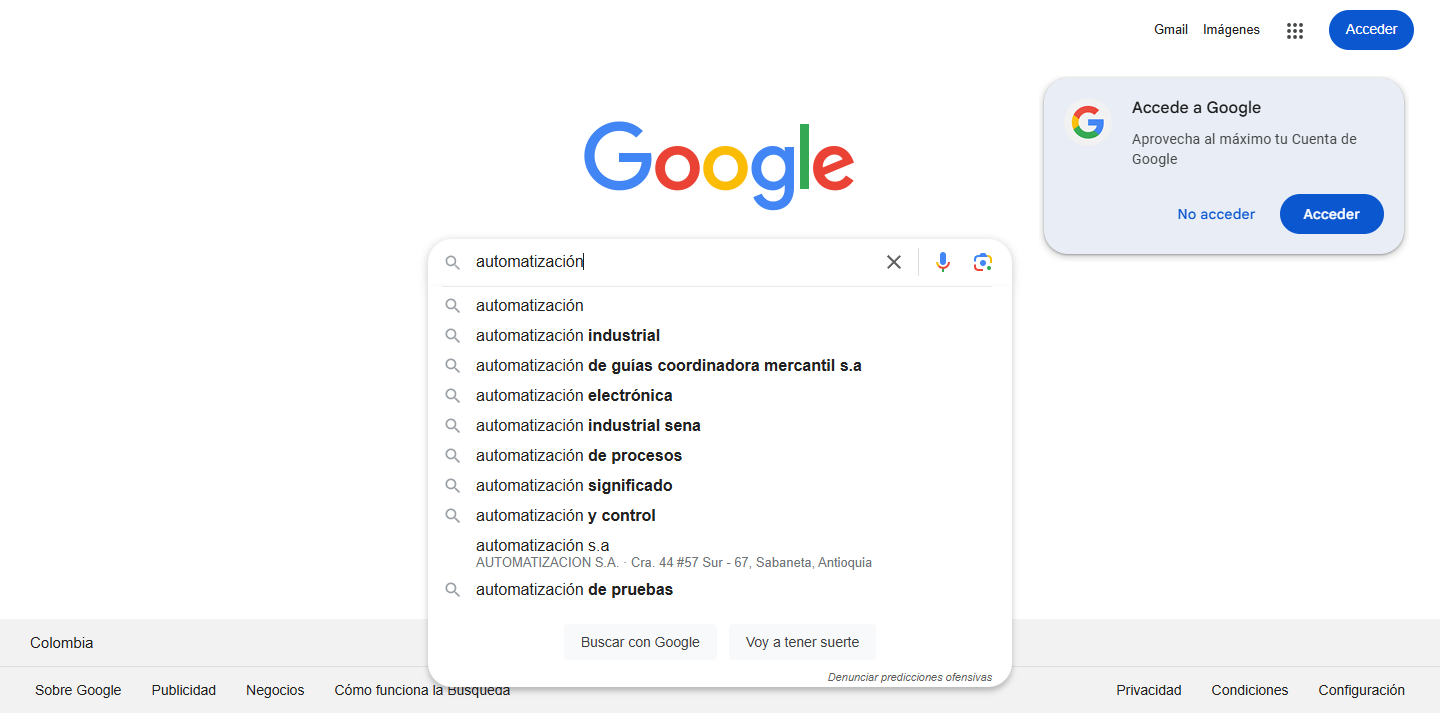 Gmail Imágenes Acceder
Accede a Google
Aprovecha al máximo tu Cuenta de
Google
No acceder Acceder
Google
automatización
automatización
automatización industrial
automatización de guías coordinadora mercantil s.a
automatización electrónica
automatización industrial sena
automatización de procesos
automatización significado
automatización y control
automatización s.a
AUTOMATIZACION S.A. · Cra. 44 #57 Sur - 67, Sabaneta, Antioquia
automatización de pruebas
Buscar con Google Voy a tener suerte
Denunciar predicciones ofensivas
Colombia
Sobre Google Publicidad Negocios Cómo funciona la Búsqueda Privacidad Condiciones Configuración